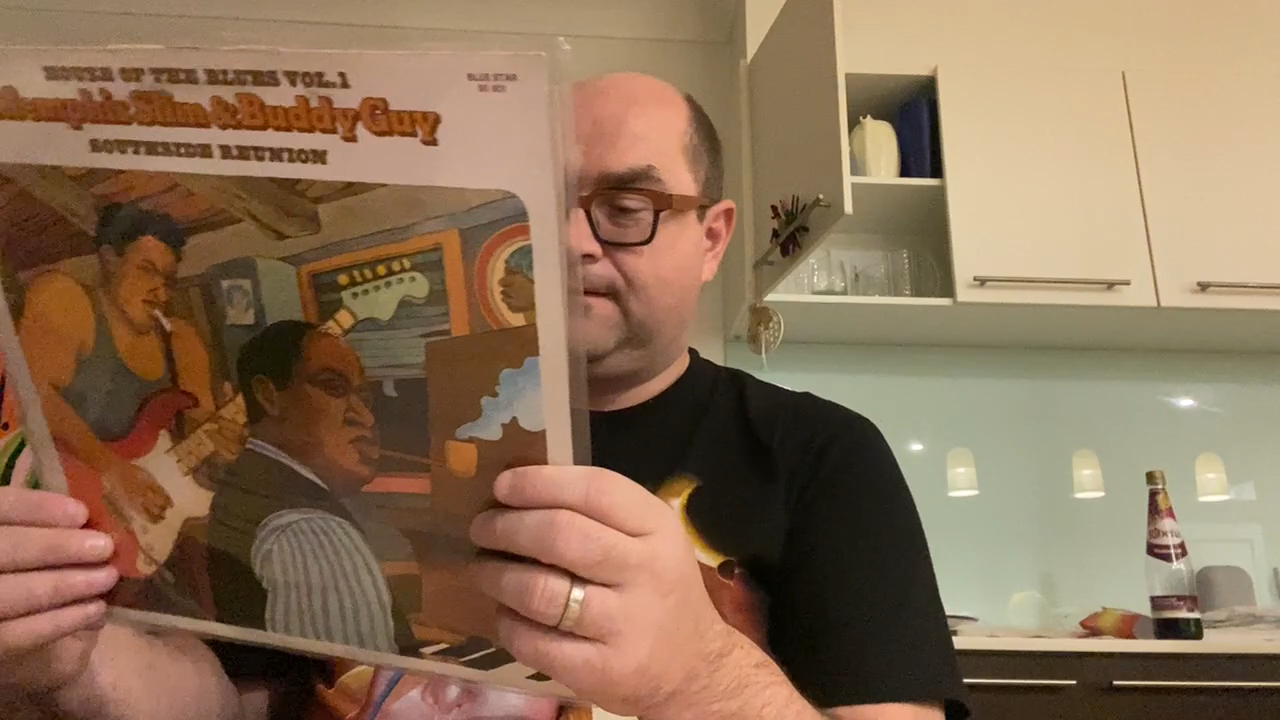 HOUSE OF THE BLUES VOL.1
BLUE STAR
Memphis Slim & Buddy Guy
SOUTHSIDE REUNION